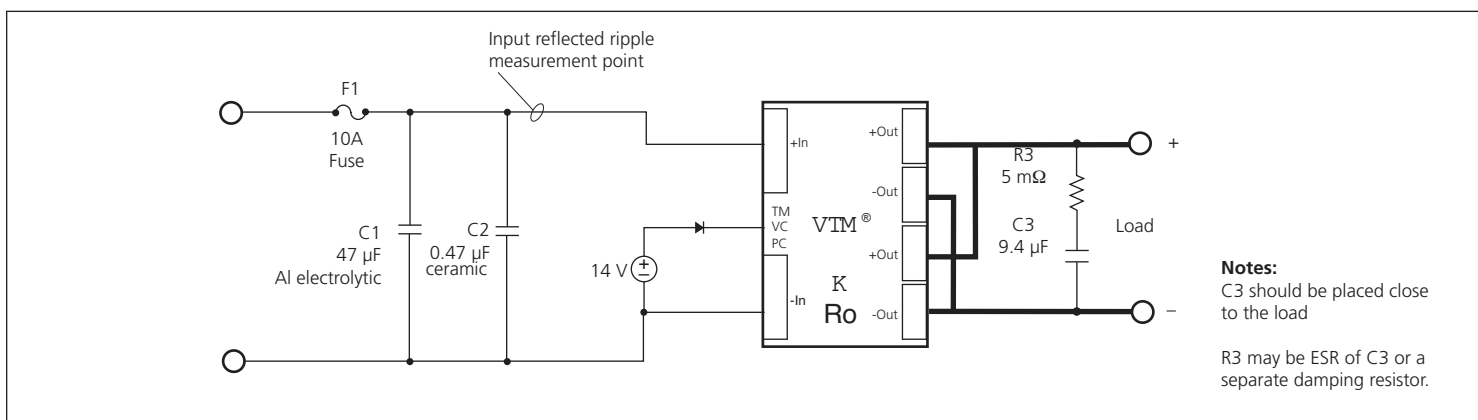 Input reflected ripple
measurement point
F1
10A
Fuse
C1
47 µF
Al electrolytic
C2
0.47 µF
ceramic
14 V
+In
TM
VC
PC
-In
VTM®
K
Ro
+Out
-Out
+Out
-Out
R3
5 mΩ
C3
9.4 µF
+
Load
–
Notes:
C3 should be placed close
to the load
R3 may be ESR of C3 or a
separate damping resistor.